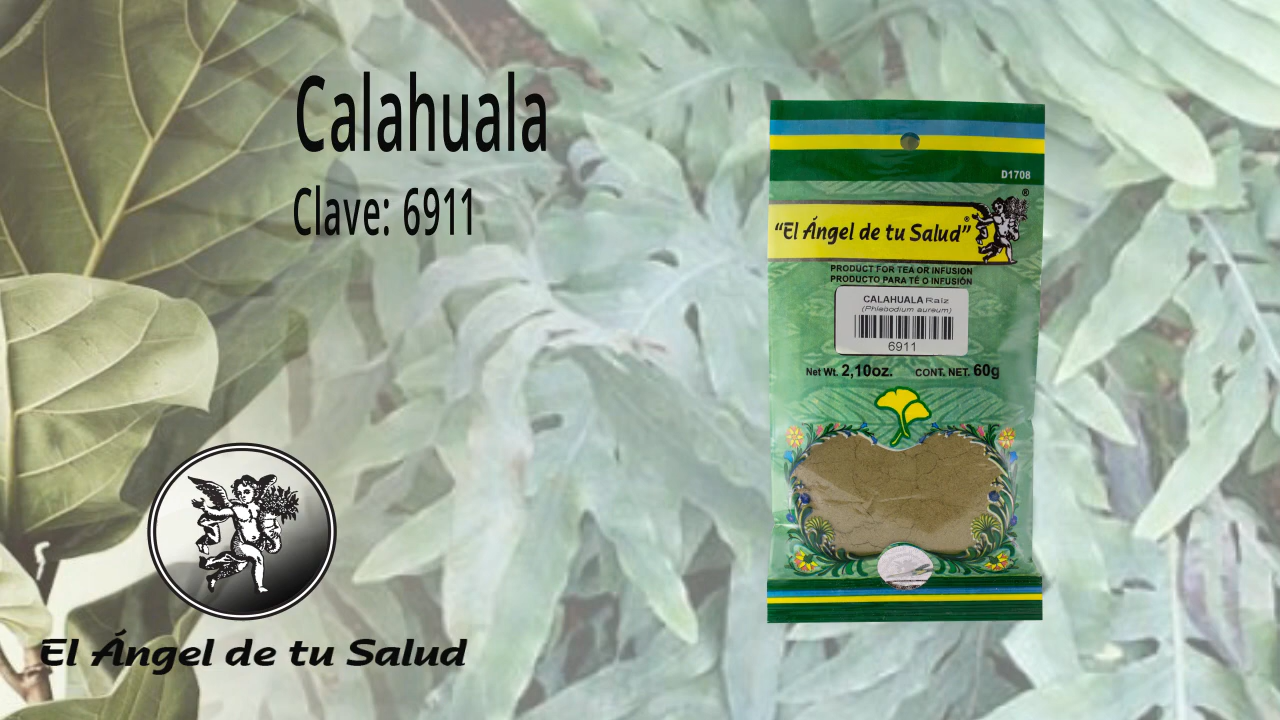 Calahuala
Clave: 6911
El Ángel de tu Salud
D1708
®
“El Ángel de tu Salud”®
PRODUCT FOR TEA OR INFUSION
PRODUCTO PARA TÉ O INFUSIÓN
CALAHUALA Raíz
(Phlebodium aureum)
6911
Net Wt. 2,10oz. CONT. NET. 60g